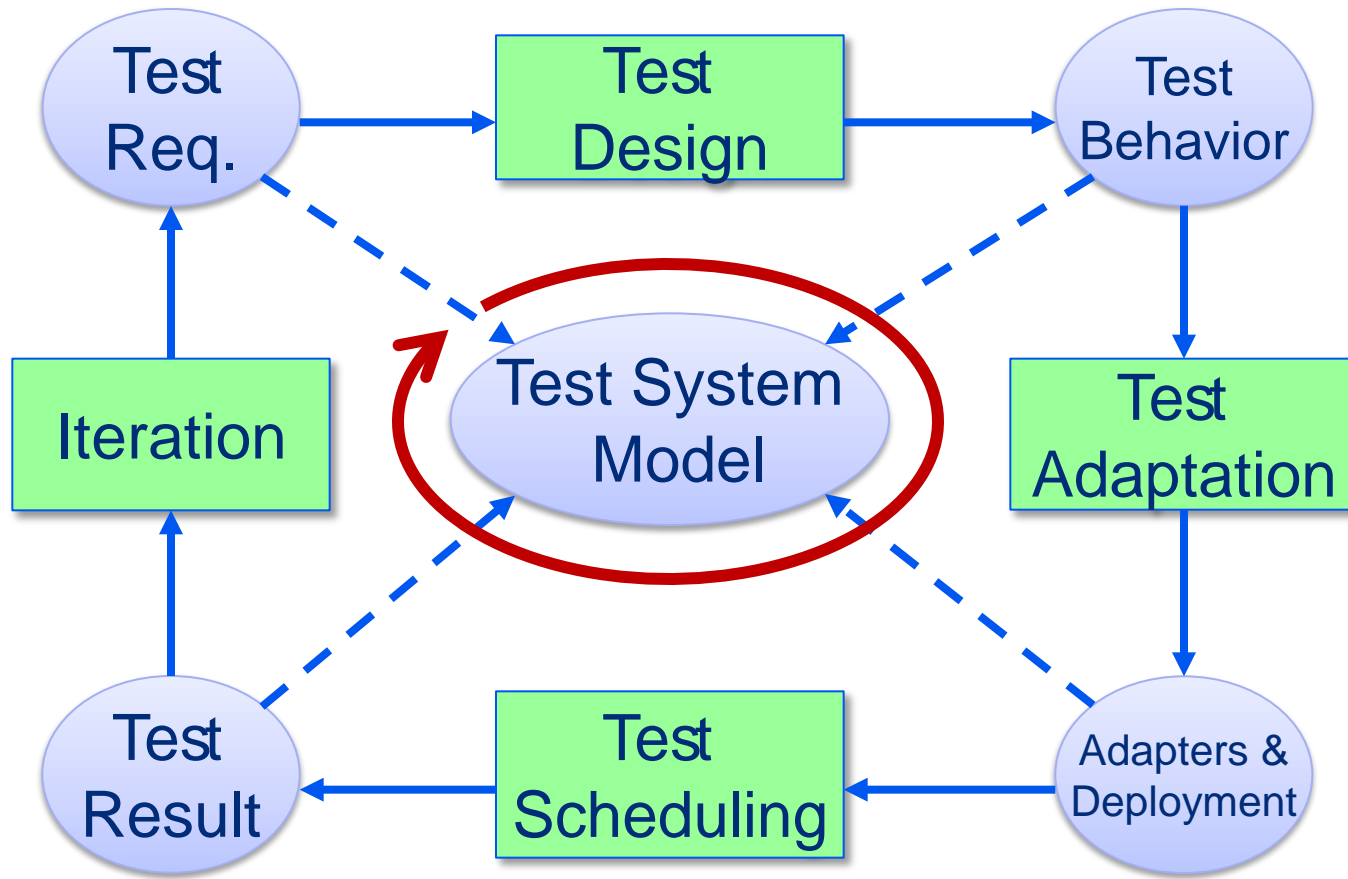 Test
Req.
Test
Design
Test
Behavior
Iteration
Test System
Model
Test
Adaptation
Test
Result
Test
Scheduling
Adapters &
Deployment